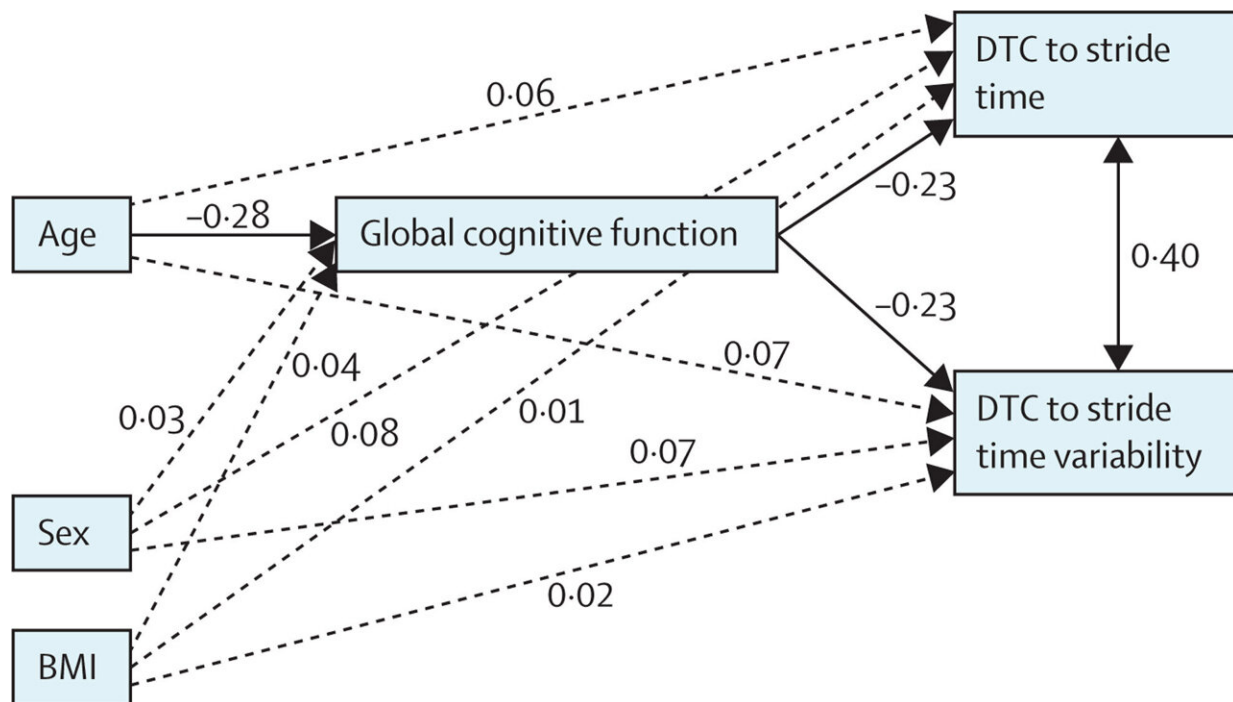 DTC to stride
time
0·06
–0·23
Age
–0·28
Global cognitive function
0·40
–0·23
0·07
0·04
0·03
0·08
0·01
0·07
DTC to stride
time variability
Sex
0·02
BMI